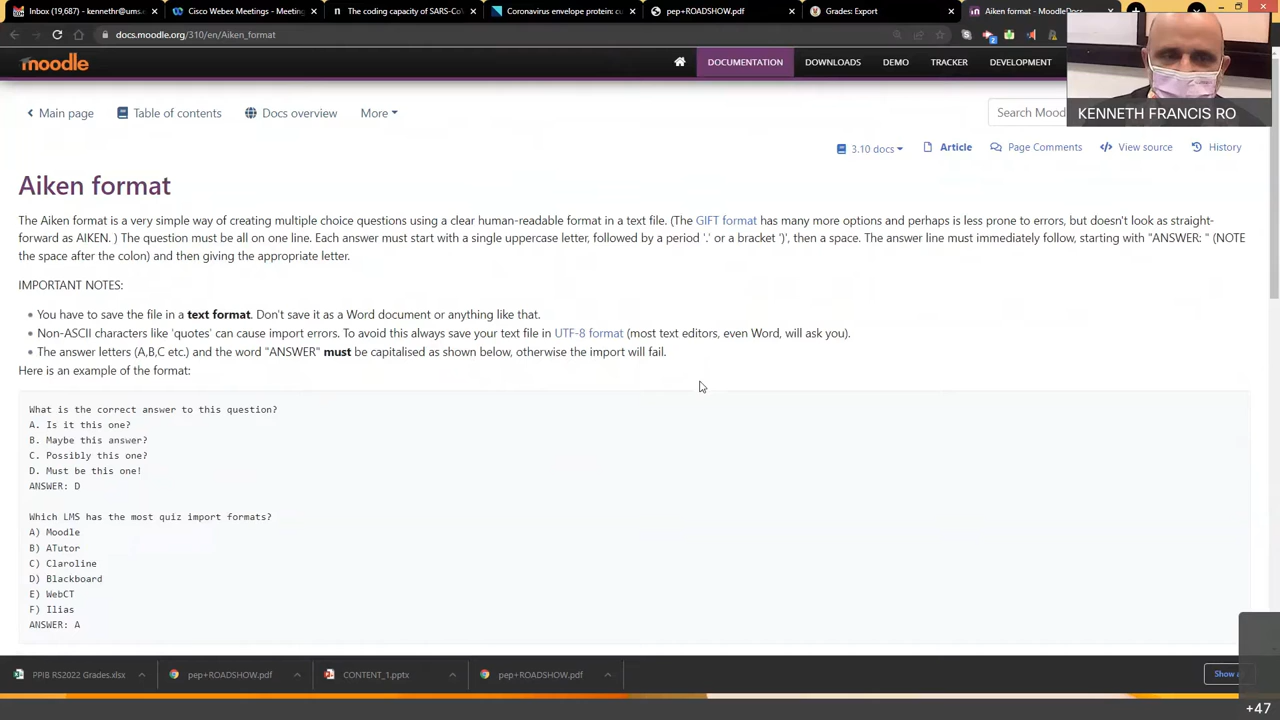 Inbox (19,687) - kennethr@ums.e
Cisco Webex Meetings - Meeting
The coding capacity of SARS-CoV
Coronavirus envelope protein: cu
pep+ROADSHOW.pdf
Grades: Export
Aiken format - MoodleDocs
docs.moodle.org/310/en/Aiken_format
moodle
DOCUMENTATION
DOWNLOADS
DEMO
TRACKER
DEVELOPMENT
Main page
Table of contents
Docs overview
More
Search Mood
KENNETH FRANCIS RO
3.10 docs
Article
Page Comments
View source
History
Aiken format
The Aiken format is a very simple way of creating multiple choice questions using a clear human-readable format in a text file. (The GIFT format has many more options and perhaps is less prone to errors, but doesn't look as straight-
forward as AIKEN. ) The question must be all on one line. Each answer must start with a single uppercase letter, followed by a period '.' or a bracket ')', then a space. The answer line must immediately follow, starting with "ANSWER: " (NOTE
the space after the colon) and then giving the appropriate letter.
IMPORTANT NOTES:
You have to save the file in a text format. Don't save it as a Word document or anything like that.
Non-ASCII characters like 'quotes' can cause import errors. To avoid this always save your text file in UTF-8 format (most text editors, even Word, will ask you).
The answer letters (A,B,C etc.) and the word "ANSWER" must be capitalised as shown below, otherwise the import will fail.
Here is an example of the format:
What is the correct answer to this question?
A. Is it this one?
B. Maybe this answer?
C. Possibly this one?
D. Must be this one!
ANSWER: D
Which LMS has the most quiz import formats?
A) Moodle
B) ATutor
C) Claroline
D) Blackboard
E) WebCT
F) Ilias
ANSWER: A
PPIB RS2022 Grades.xlsx
pep+ROADSHOW.pdf
CONTENT_1.pptx
pep+ROADSHOW.pdf
Show
+47